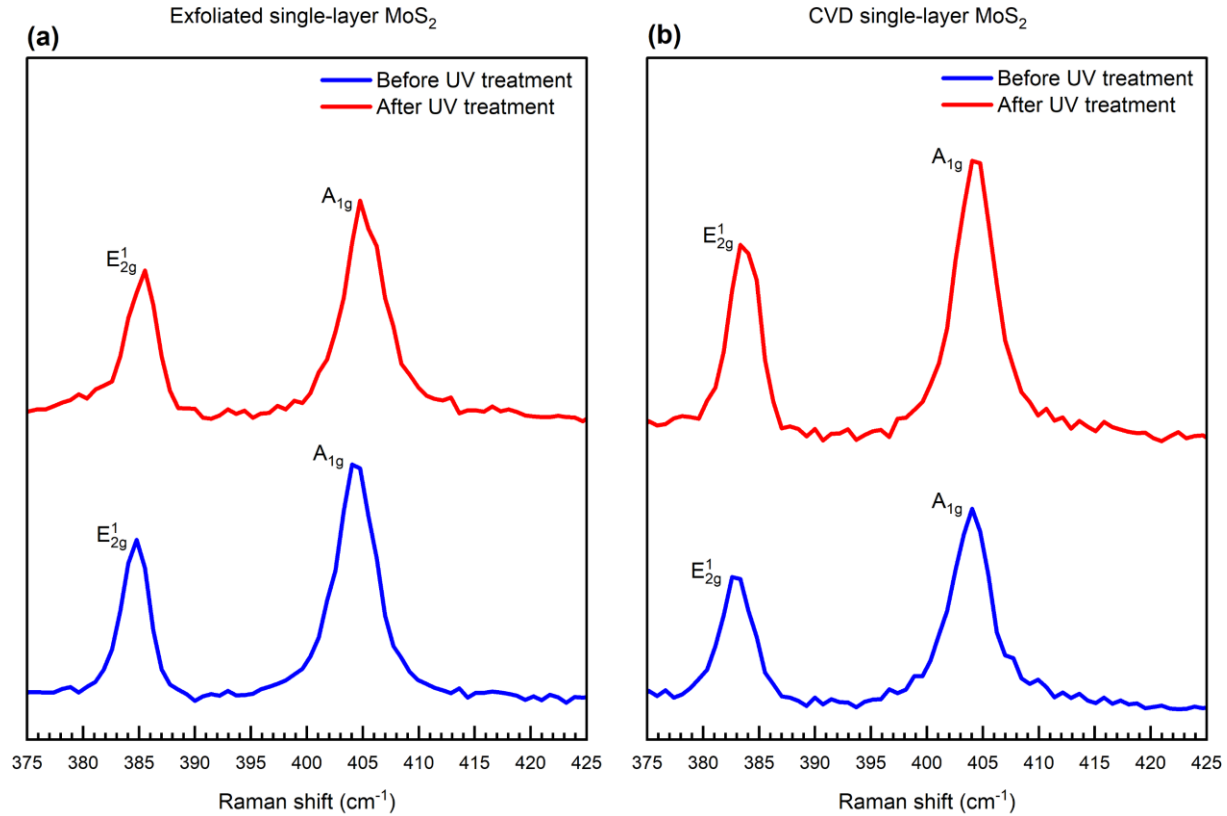 Exfoliated single-layer MoS₂
(a)
Before UV treatment
After UV treatment
A₁g
E¹₂g
A₁g
E¹₂g
375 380 385 390 395 400 405 410 415 420 425
Raman shift (cm⁻¹)
CVD single-layer MoS₂
(b)
Before UV treatment
After UV treatment
A₁g
E¹₂g
A₁g
E¹₂g
375 380 385 390 395 400 405 410 415 420 425
Raman shift (cm⁻¹)